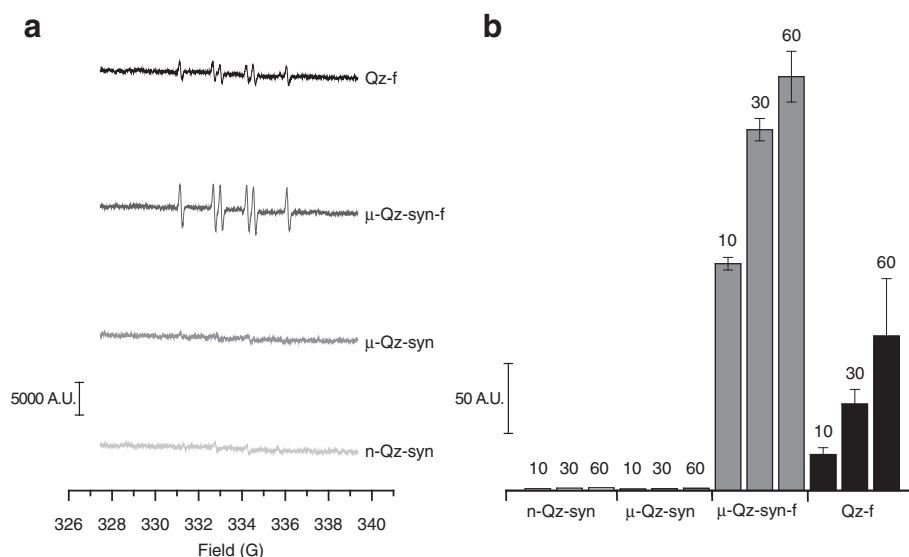 a
Qz-f
μ-Qz-syn-f
μ-Qz-syn
5000 A.U.
n-Qz-syn
326 328 330 332 334 336 338 340
Field (G)
b
60
30
10
60
30
10
50 A.U.
10 30 60 10 30 60
n-Qz-syn μ-Qz-syn μ-Qz-syn-f Qz-f